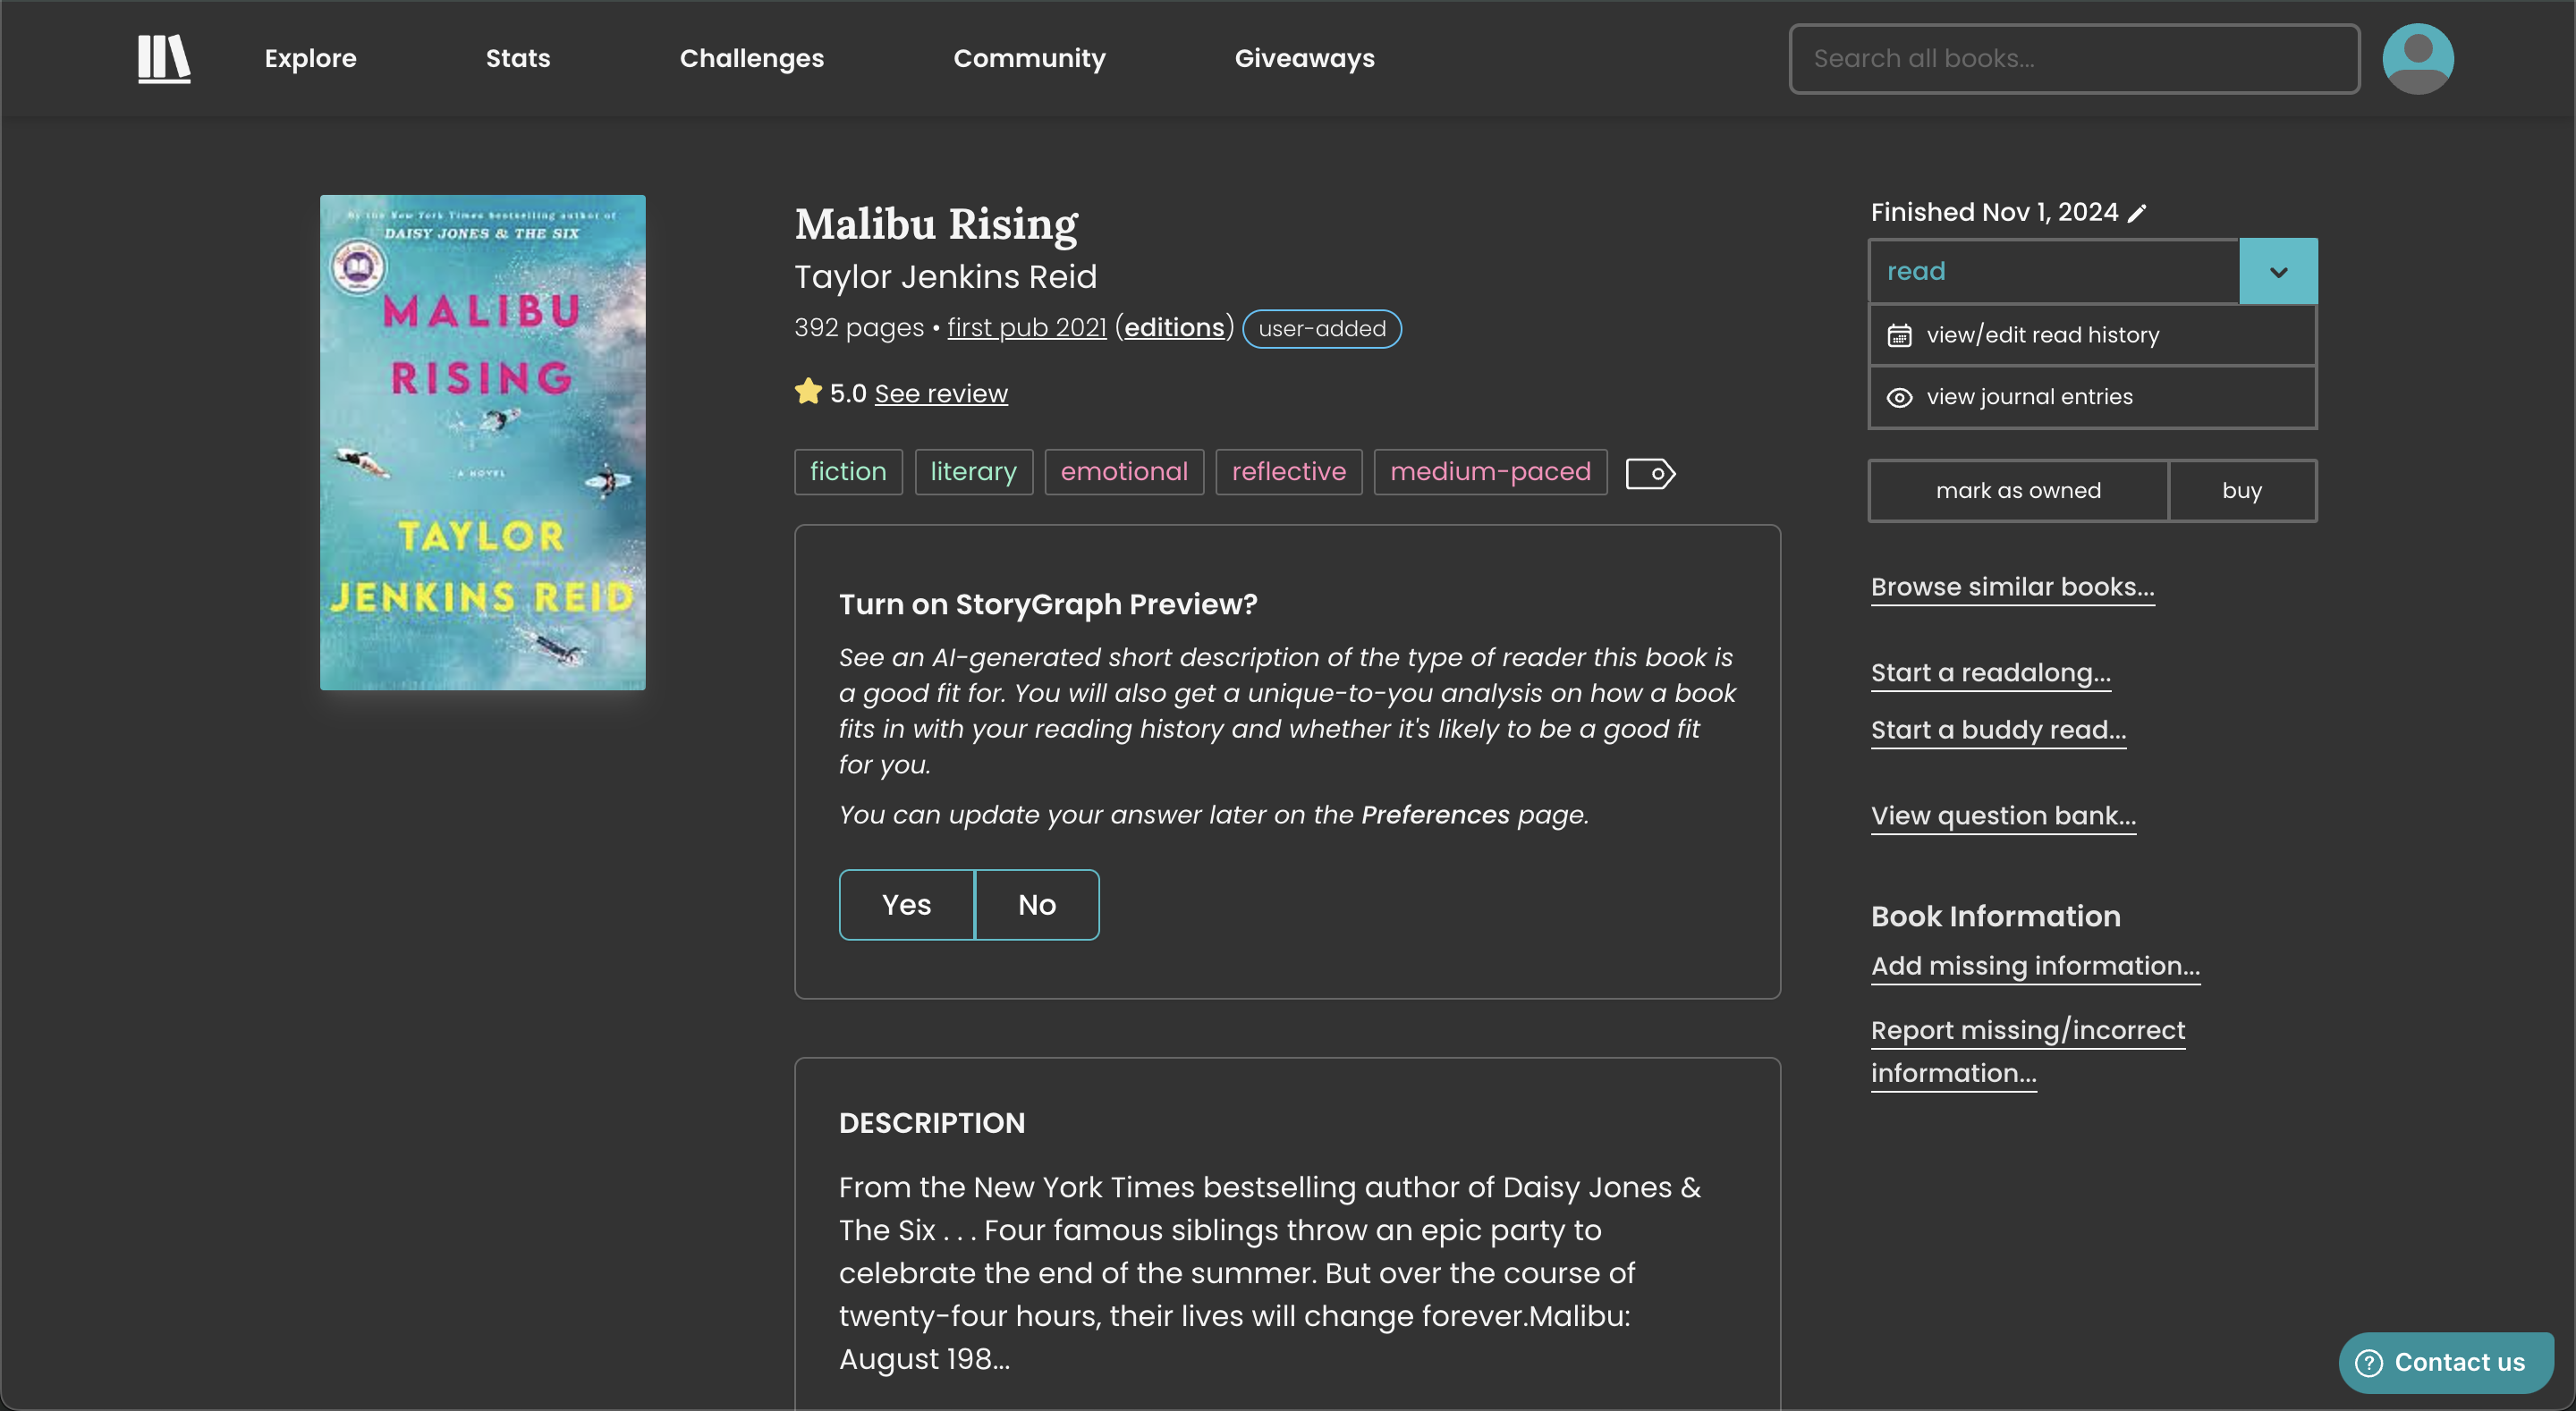 Explore Stats Challenges Community Giveaways Search all books...
By the New York Times bestselling author of
DAISY JONES & THE SIX
MALIBU
RISING
A NOVEL
TAYLOR
JENKINS REID
Malibu Rising
Taylor Jenkins Reid
392 pages • first pub 2021 (editions) user-added
5.0 See review
fiction literary emotional reflective medium-paced
Turn on StoryGraph Preview?
See an AI-generated short description of the type of reader this book is
a good fit for. You will also get a unique-to-you analysis on how a book
fits in with your reading history and whether it's likely to be a good fit
for you.
You can update your answer later on the Preferences page.
Yes No
DESCRIPTION
From the New York Times bestselling author of Daisy Jones &
The Six . . . Four famous siblings throw an epic party to
celebrate the end of the summer. But over the course of
twenty-four hours, their lives will change forever.Malibu:
August 198...
Finished Nov 1, 2024
read
view/edit read history
view journal entries
mark as owned buy
Browse similar books...
Start a readalong...
Start a buddy read...
View question bank...
Book Information
Add missing information...
Report missing/incorrect
information...
Contact us